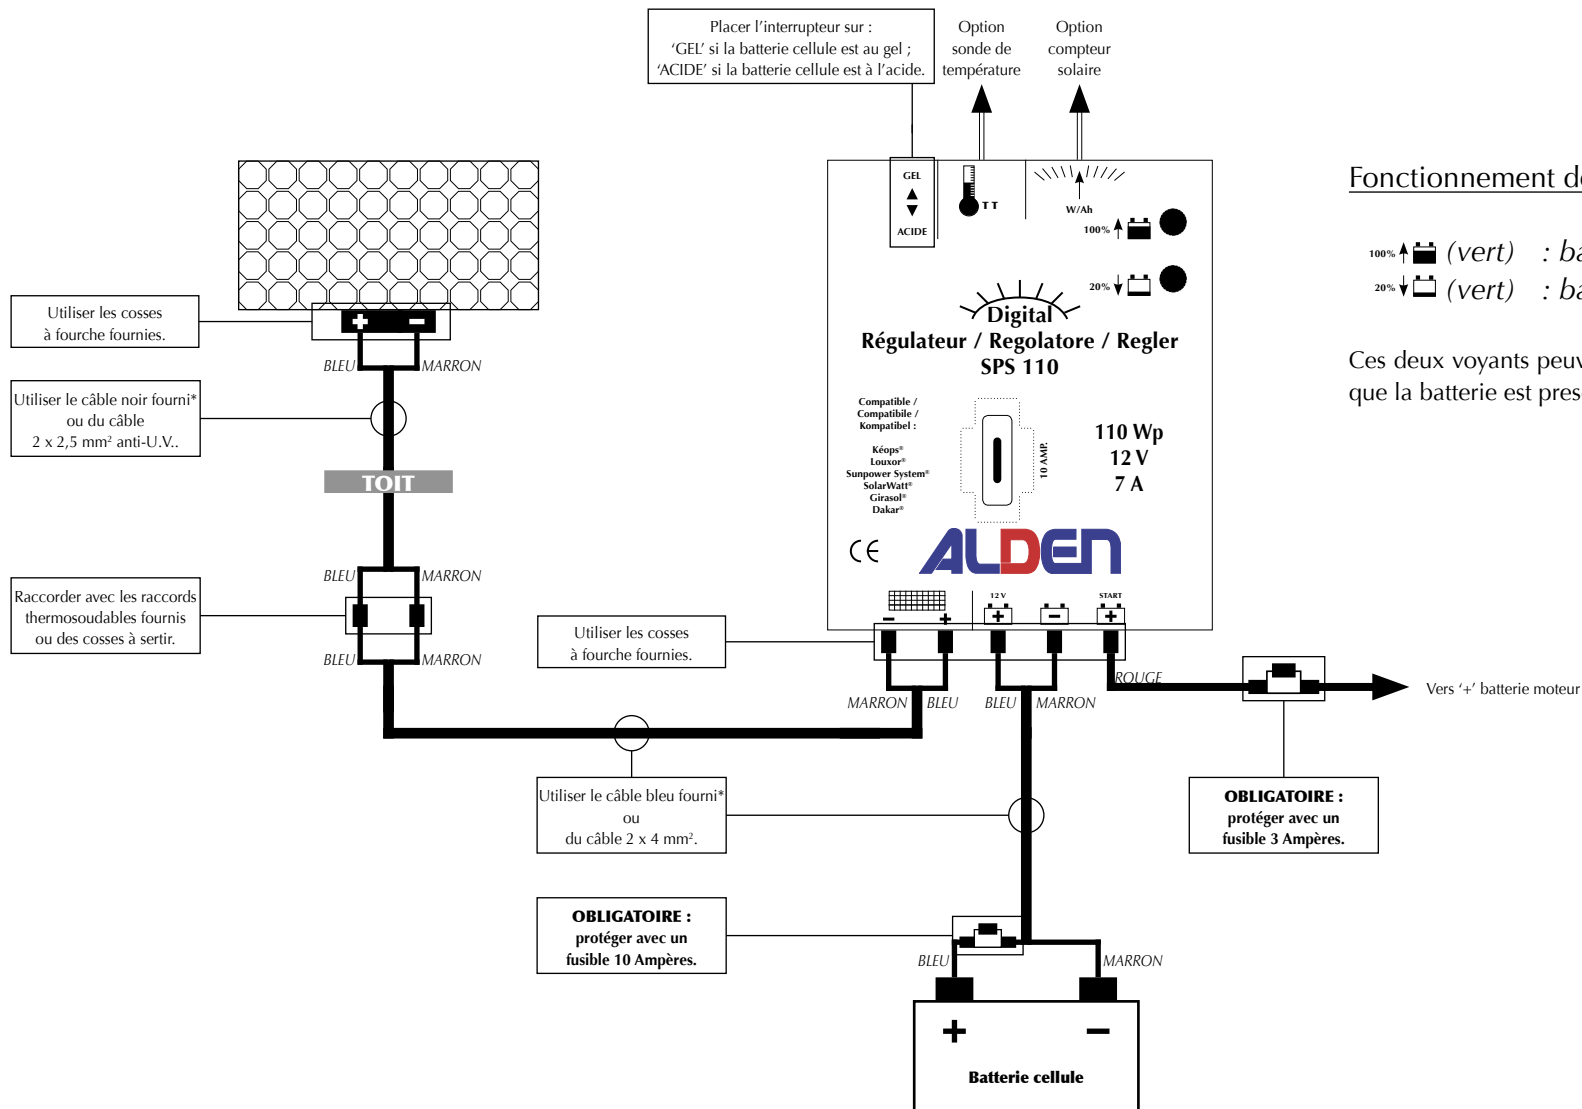 Placer l'interrupteur sur :
'GEL' si la batterie cellule est au gel ;
'ACIDE' si la batterie cellule est à l'acide.
Option
sonde de
température
Option
compteur
solaire
GEL
ACIDE
T T
W/Ah
100%
20%
Digital
Régulateur / Regolatore / Regler
SPS 110
Compatible /
Compatibile /
Kompatibel :
Kéops®
Louxor®
Sunpower System®
SolarWatt®
Girasol®
Dakar®
10 AMP.
110 Wp
12 V
7 A
CE
ALDEN
12 V
START
- + + - +
Fonctionnement d
100% (vert) : ba
20% (vert) : ba
Ces deux voyants peuv
que la batterie est pres
Utiliser les cosses
à fourche fournies.
+ -
BLEU MARRON
Utiliser le câble noir fourni*
ou du câble
2 x 2,5 mm² anti-U.V..
TOIT
BLEU MARRON
Raccorder avec les raccords
thermosoudables fournis
ou des cosses à sertir.
BLEU MARRON
Utiliser les cosses
à fourche fournies.
MARRON BLEU BLEU MARRON
ROUGE
Vers '+' batterie moteur
Utiliser le câble bleu fourni*
ou
du câble 2 x 4 mm².
OBLIGATOIRE :
protéger avec un
fusible 3 Ampères.
OBLIGATOIRE :
protéger avec un
fusible 10 Ampères.
BLEU MARRON
+ -
Batterie cellule